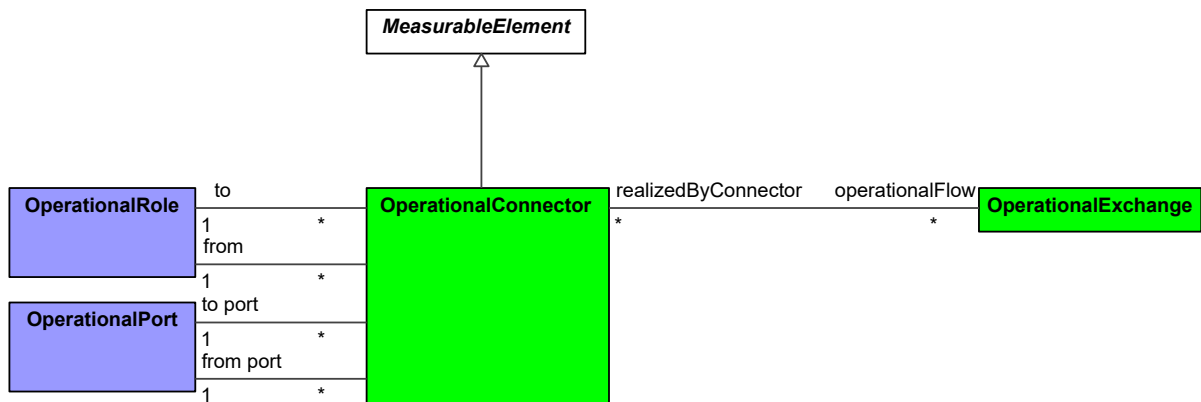 MeasurableElement
to
realizedByConnector operationalFlow
OperationalRole OperationalConnector OperationalExchange
1 * * *
from
1 *
to port
OperationalPort
1 *
from port
1 *